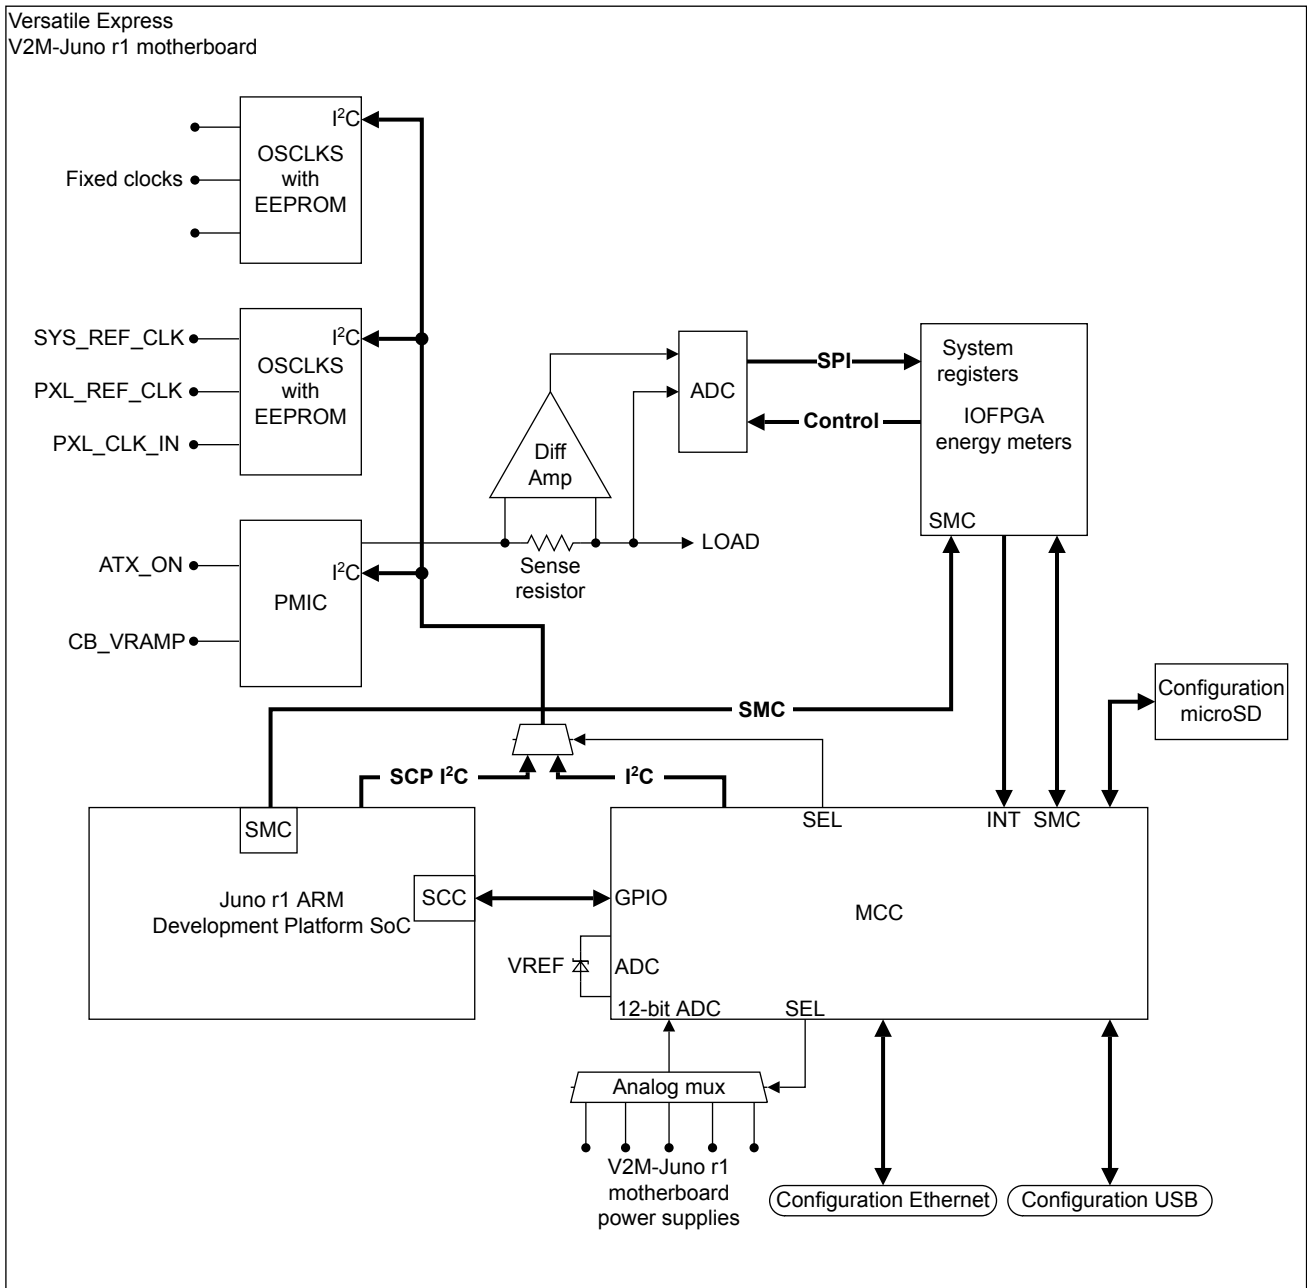 Versatile Express
V2M-Juno r1 motherboard
I²C
OSCLKS
with
EEPROM
Fixed clocks
I²C
OSCLKS
with
EEPROM
SYS_REF_CLK
PXL_REF_CLK
PXL_CLK_IN
I²C
PMIC
ATX_ON
CB_VRAMP
Diff
Amp
Sense
resistor
LOAD
ADC
SPI
Control
System
registers
IOFPGA
energy meters
SMC
SMC
Configuration
microSD
SCP I²C
I²C
SMC
SCC
Juno r1 ARM
Development Platform SoC
SEL
INT
SMC
GPIO
MCC
VREF
ADC
12-bit ADC
SEL
Analog mux
V2M-Juno r1
motherboard
power supplies
Configuration Ethernet
Configuration USB